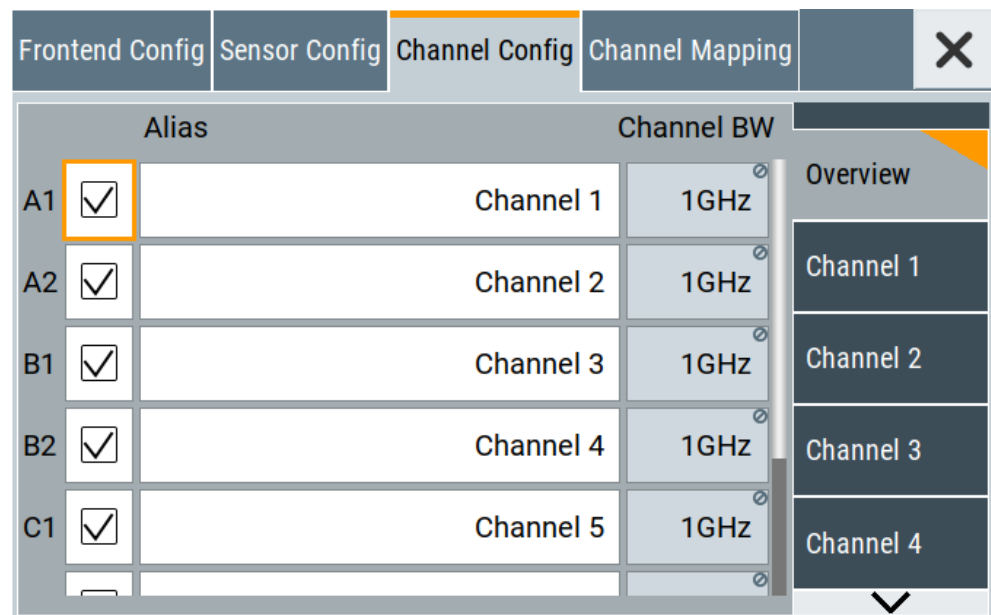 Frontend Config Sensor Config Channel Config Channel Mapping
Alias Channel BW
Overview
A1 Channel 1 1GHz
Channel 1
A2 Channel 2 1GHz
Channel 2
B1 Channel 3 1GHz
Channel 3
B2 Channel 4 1GHz
Channel 4
C1 Channel 5 1GHz